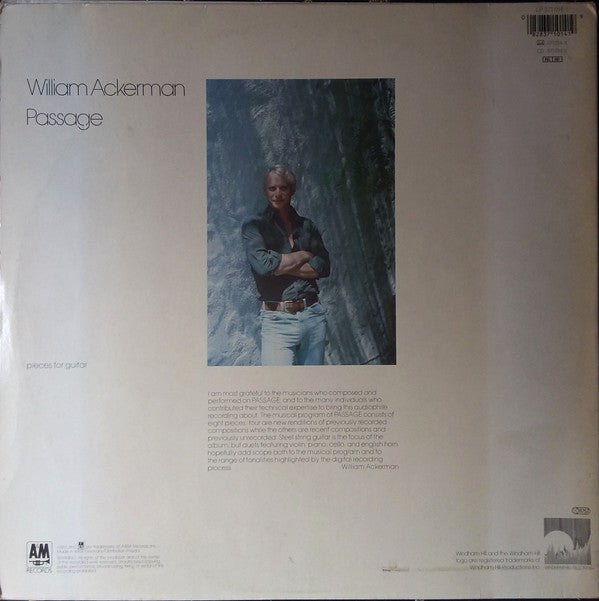 William Ackerman
Passage
pieces for guitar
I am most grateful to the musicians who composed and
performed on PASSAGE, and to the many individuals who
contributed their technical expertise to bring this audiophile
recording about. The musical program of PASSAGE consists of
eight pieces: four are new renditions of previously recorded
compositions while the others are recent compositions and
previously unrecorded. Steel string guitar is the focus of the
album, but duets featuring violin, piano, cello, and english horn
hopefully add scope both to the musical program and to
the range of tonalities highlighted by the digital recording
process. William Ackerman
A&M
RECORDS
Windham Hill and the Windham Hill
logo are registered trademarks of
Windham Hill Productions Inc.